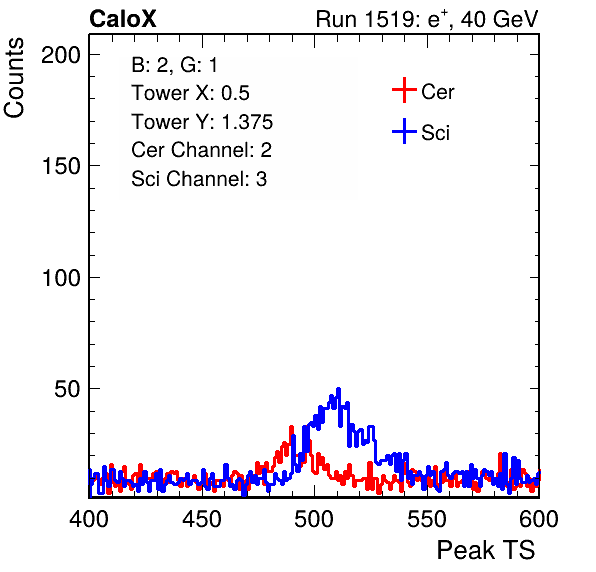 CaloX
Run 1519: e+, 40 GeV
Counts
200
150
100
50
B: 2, G: 1
Tower X: 0.5
Tower Y: 1.375
Cer Channel: 2
Sci Channel: 3
Cer
Sci
400
450
500
550
600
Peak TS